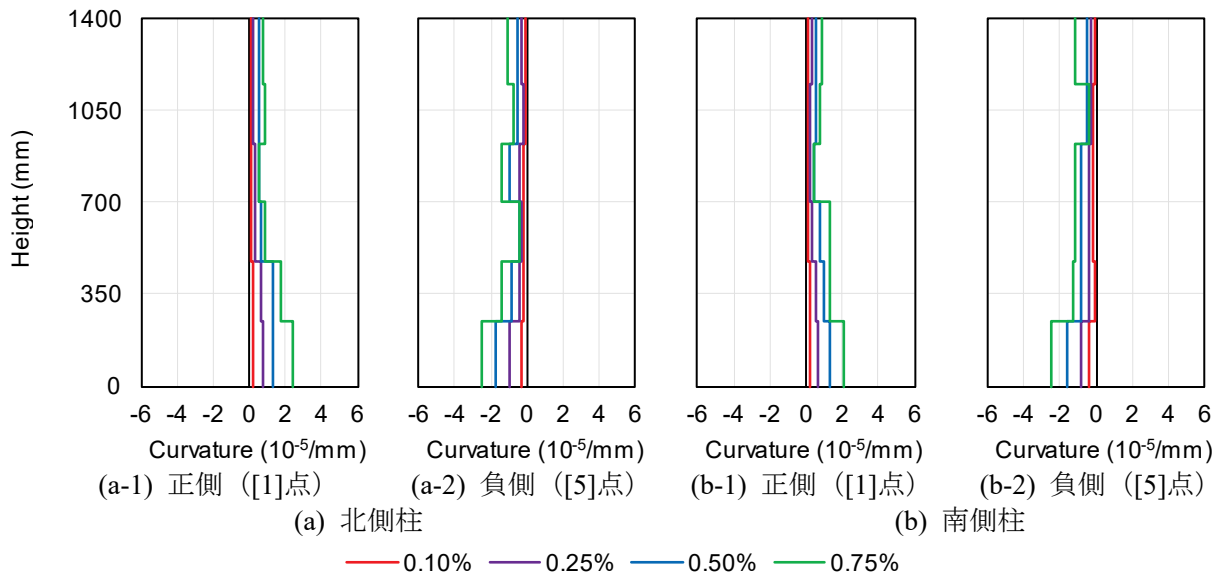 1400
1050
700
350
0
Height (mm)
-6 -4 -2 0 2 4 6
-6 -4 -2 0 2 4 6
-6 -4 -2 0 2 4 6
-6 -4 -2 0 2 4 6
Curvature (10⁻⁵/mm)
Curvature (10⁻⁵/mm)
Curvature (10⁻⁵/mm)
Curvature (10⁻⁵/mm)
(a-1) 正側（[1]点）
(a-2) 負側（[5]点）
(b-1) 正側（[1]点）
(b-2) 負側（[5]点）
(a) 北側柱
(b) 南側柱
0.10% 0.25% 0.50% 0.75%